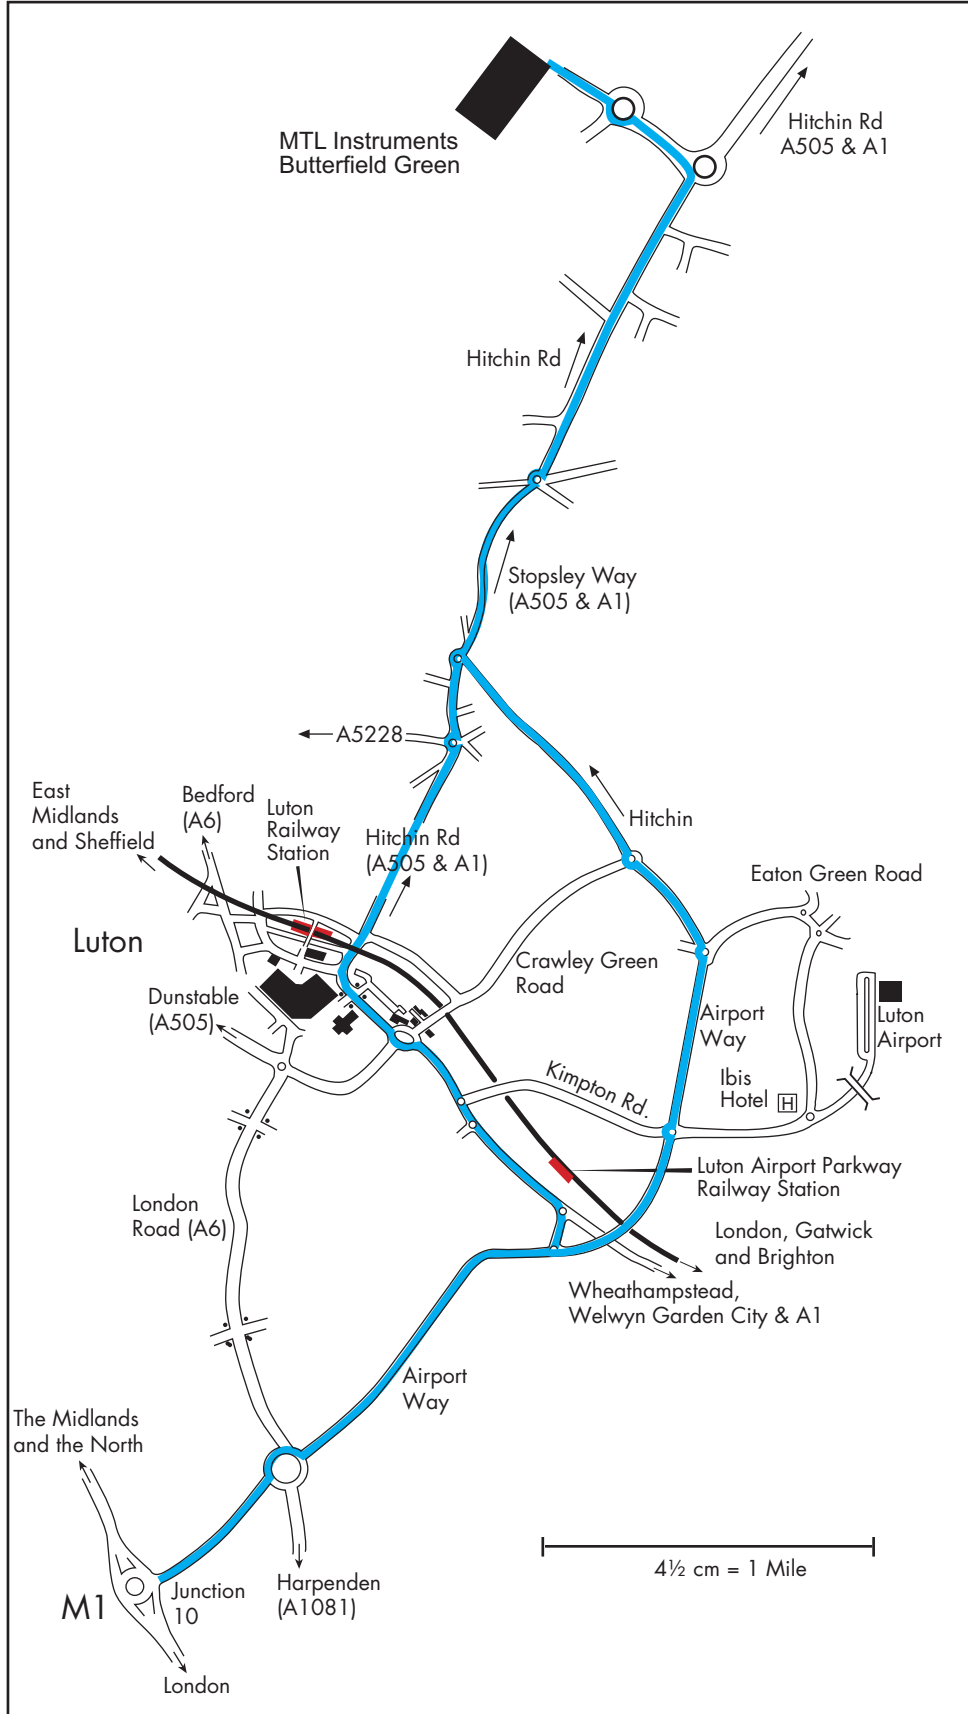 MTL Instruments
Butterfield Green
Hitchin Rd
A505 & A1
Hitchin Rd
Stopsley Way
(A505 & A1)
A5228
East
Midlands
and Sheffield
Bedford
(A6)
Luton
Railway
Station
Hitchin Rd
(A505 & A1)
Hitchin
Eaton Green Road
Luton
Crawley Green
Road
Dunstable
(A505)
Airport
Way
Luton
Airport
Kimpton Rd.
Ibis
Hotel
H
Luton Airport Parkway
Railway Station
London
Road (A6)
London, Gatwick
and Brighton
Wheathampstead,
Welwyn Garden City & A1
Airport
Way
The Midlands
and the North
4½ cm = 1 Mile
M1
Junction
10
Harpenden
(A1081)
London